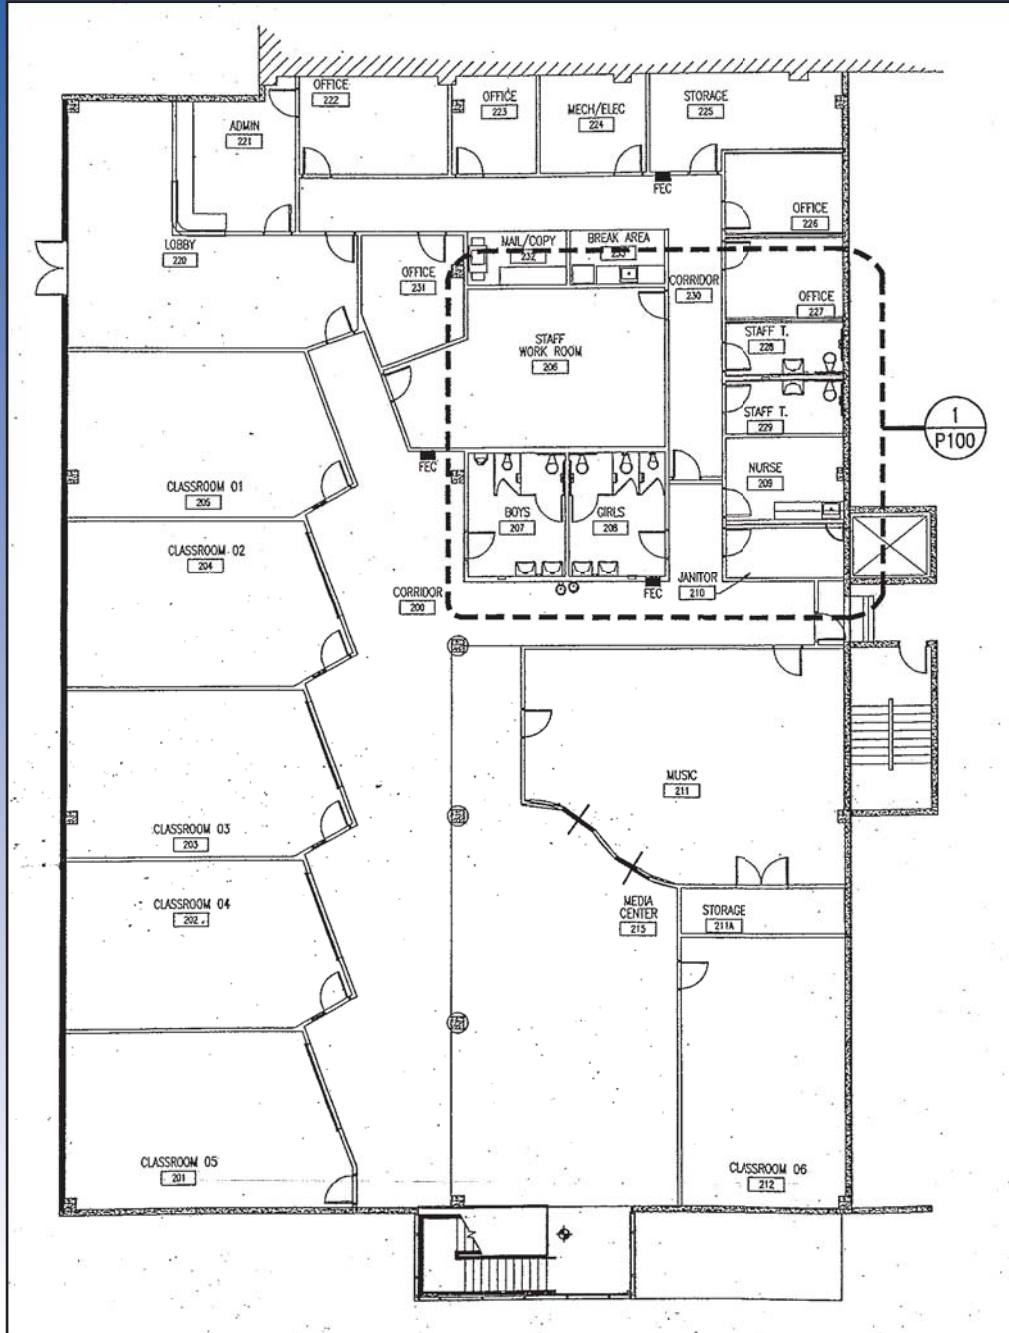 OFFICE
222
OFFICE
223
MECH/ELEC
224
STORAGE
225
ADMIN
221
FEC
OFFICE
226
LOBBY
220
MAIL/COPY
232
BREAK AREA
233
OFFICE
231
CORRIDOR
230
OFFICE
227
STAFF T.
228
STAFF
WORK ROOM
206
STAFF T.
229
1
P100
FEC
NURSE
209
CLASSROOM 01
205
BOYS
207
GIRLS
208
CLASSROOM 02
204
JANITOR
210
CORRIDOR
200
FEC
MUSIC
211
CLASSROOM 03
203
CLASSROOM 04
202
MEDIA
CENTER
215
STORAGE
211A
CLASSROOM 05
201
CLASSROOM 06
212